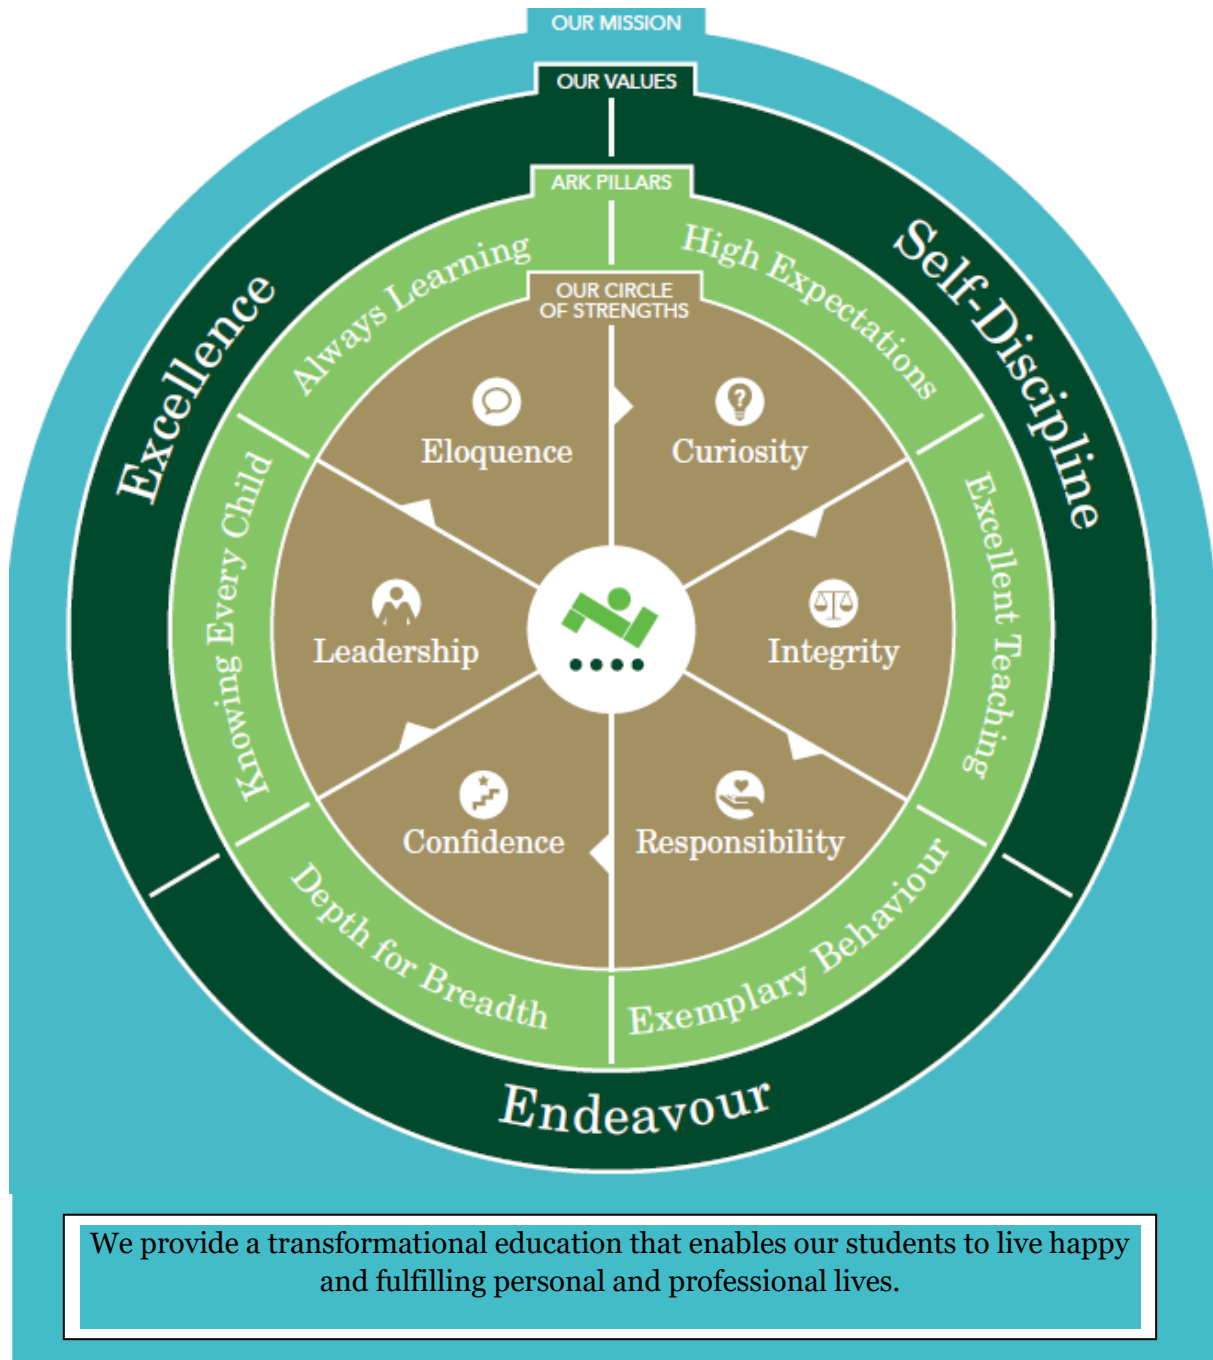 OUR MISSION
OUR VALUES
ARK PILLARS
OUR CIRCLE
OF STRENGTHS
Excellence
Self-Discipline
Endeavour
Always Learning
High Expectations
Excellent Teaching
Exemplary Behaviour
Depth for Breadth
Knowing Every Child
Eloquence
Curiosity
Leadership
Integrity
Confidence
Responsibility
?
We provide a transformational education that enables our students to live happy
and fulfilling personal and professional lives.